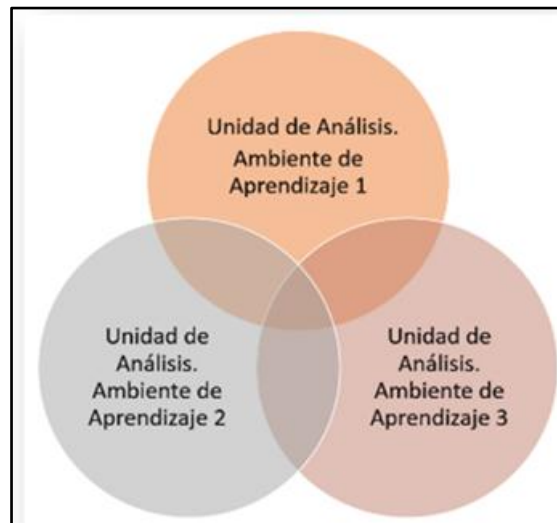 Unidad de Análisis.
Ambiente de
Aprendizaje 1
Unidad de
Análisis.
Ambiente de
Aprendizaje 2
Unidad de
Análisis.
Ambiente de
Aprendizaje 3